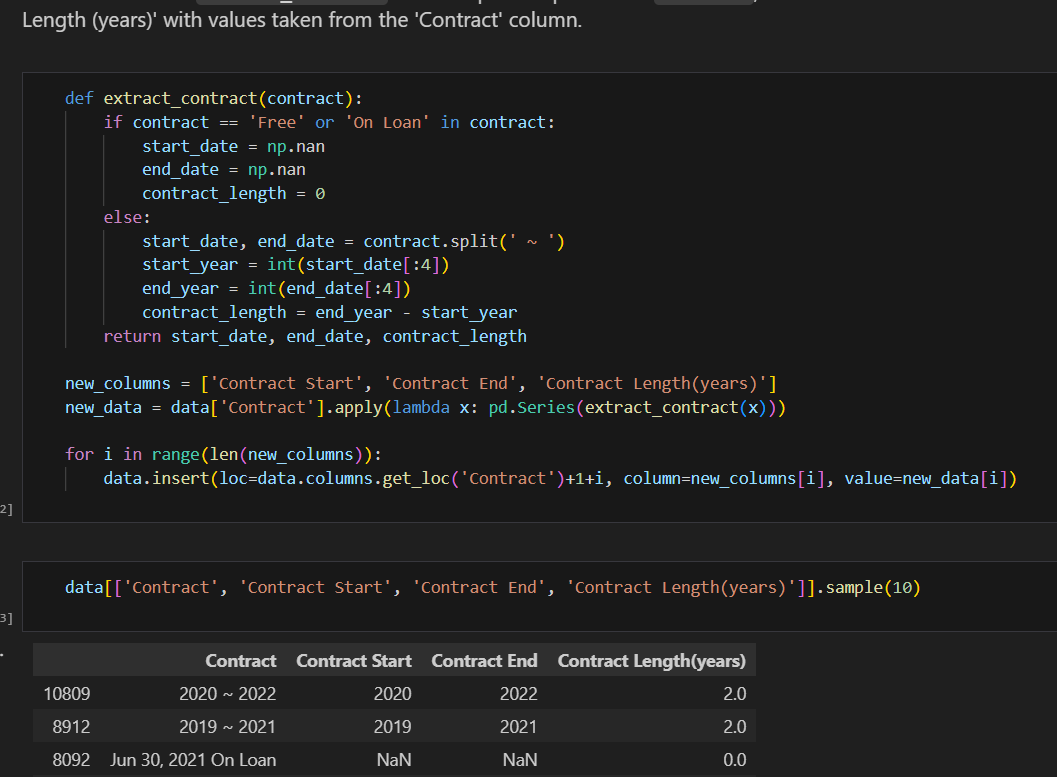 Length (years)' with values taken from the 'Contract' column.
def extract_contract(contract):
    if contract == 'Free' or 'On Loan' in contract:
        start_date = np.nan
        end_date = np.nan
        contract_length = 0
    else:
        start_date, end_date = contract.split(' ~ ')
        start_year = int(start_date[:4])
        end_year = int(end_date[:4])
        contract_length = end_year - start_year
    return start_date, end_date, contract_length
new_columns = ['Contract Start', 'Contract End', 'Contract Length(years)']
new_data = data['Contract'].apply(lambda x: pd.Series(extract_contract(x)))
for i in range(len(new_columns)):
    data.insert(loc=data.columns.get_loc('Contract')+1+i, column=new_columns[i], value=new_data[i])
2]
data[['Contract', 'Contract Start', 'Contract End', 'Contract Length(years)']].sample(10)
3]
Contract Contract Start Contract End Contract Length(years)
10809 2020 ~ 2022 2020 2022 2.0
8912 2019 ~ 2021 2019 2021 2.0
8092 Jun 30, 2021 On Loan NaN NaN 0.0